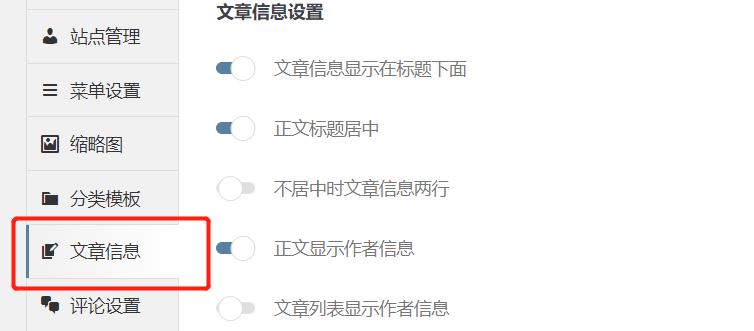 文章信息设置
站点管理
菜单设置
缩略图
分类模板
文章信息
评论设置
文章信息显示在标题下面
正文标题居中
不居中时文章信息两行
正文显示作者信息
文章列表显示作者信息